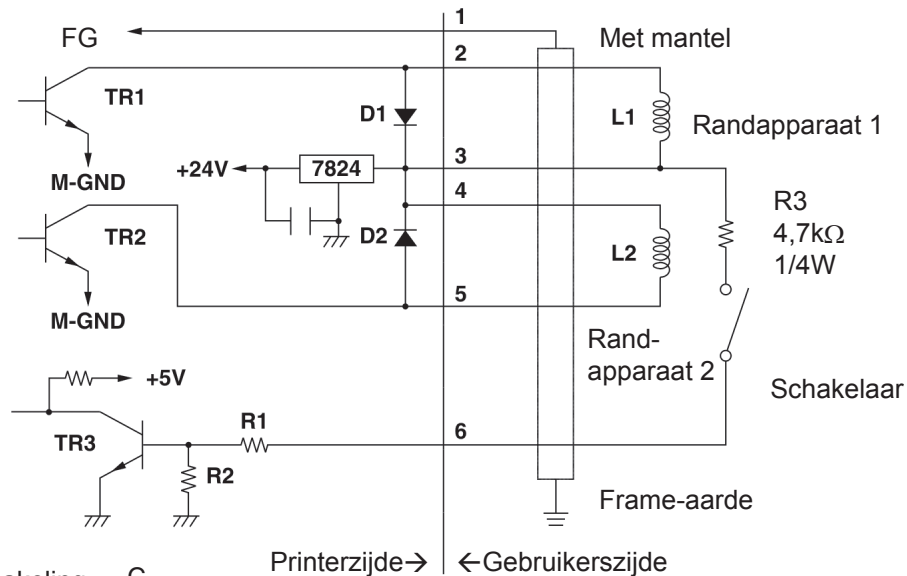 1
FG
Met mantel
2
TR1
D1
L1
Randapparaat 1
M-GND
+24V
7824
3
4
R3
4,7kΩ
1/4W
TR2
D2
L2
M-GND
5
Rand-
apparaat 2
+5V
Schakelaar
R1
6
TR3
R2
Frame-aarde
Printerzijde→
←Gebruikerszijde